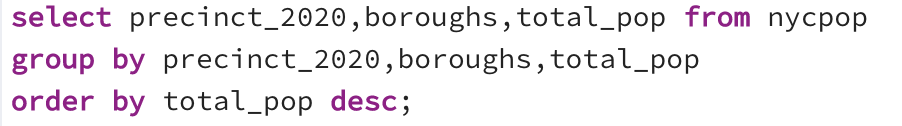 select precinct_2020,boroughs,total_pop from nycpop
group by precinct_2020,boroughs,total_pop
order by total_pop desc;